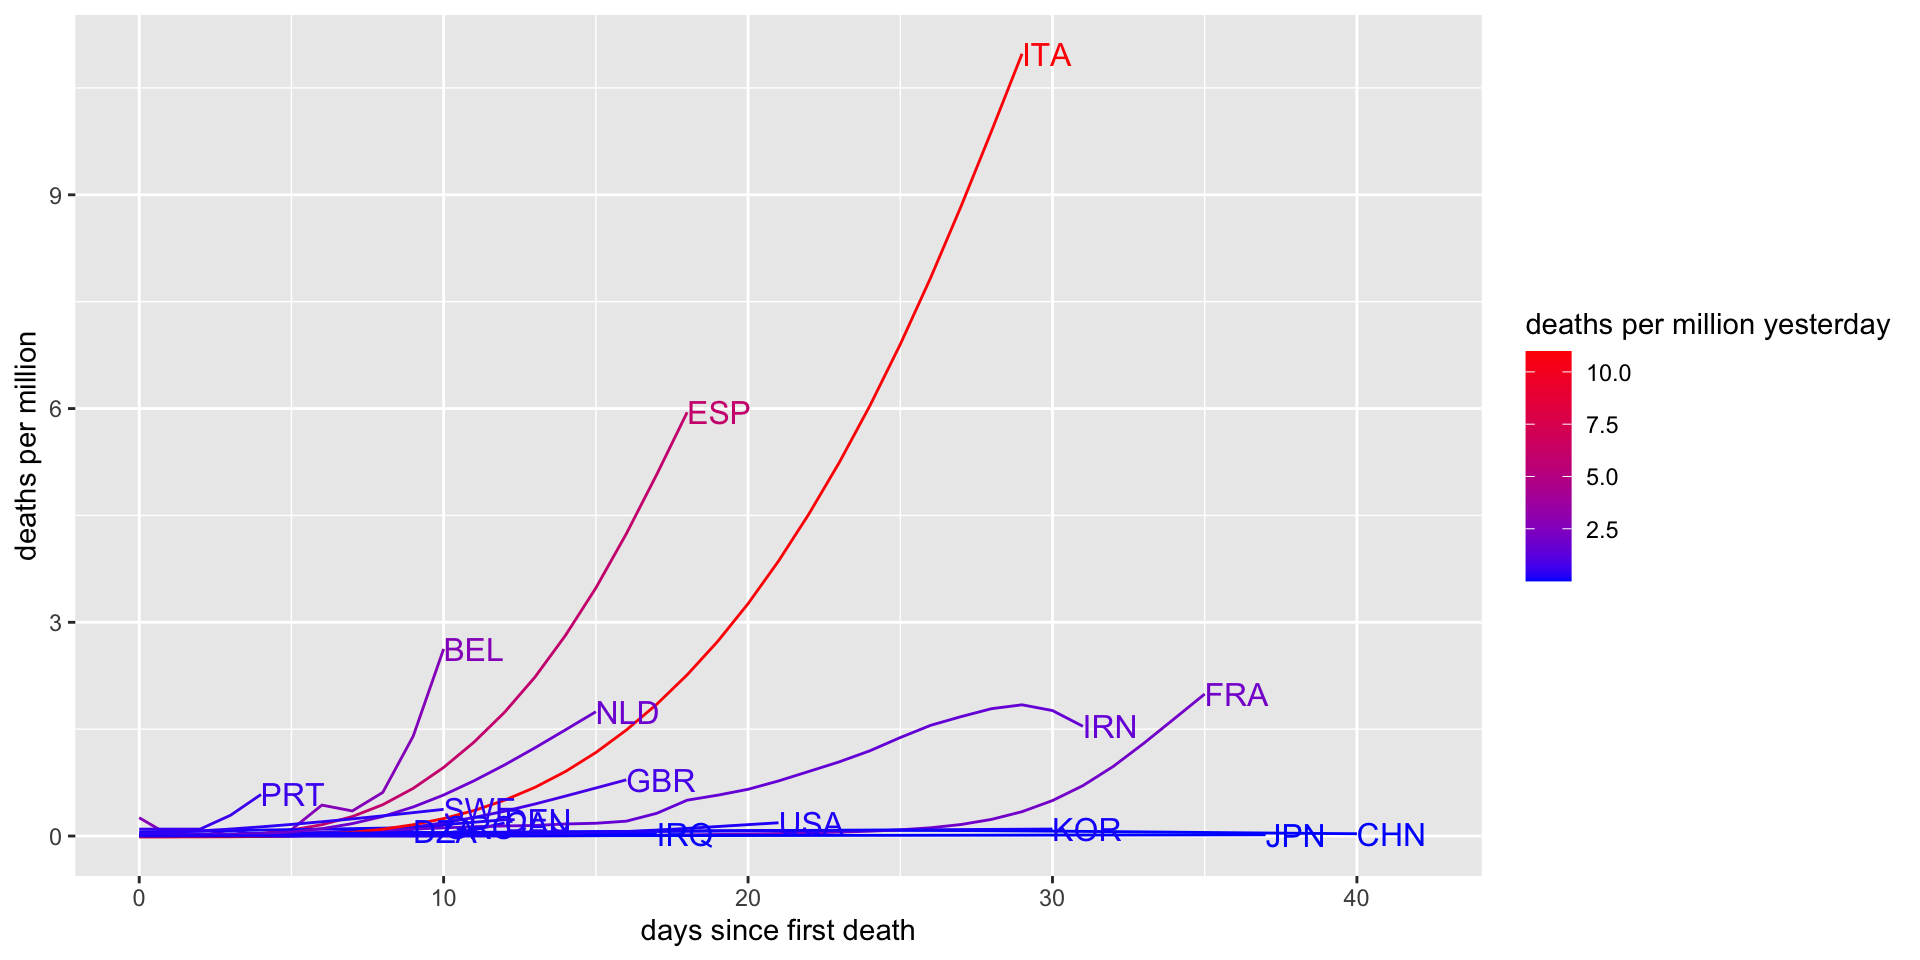 ITA
9
deaths per million yesterday
10.0
7.5
ESP
6
5.0
2.5
deaths per million
BEL
3
FRA
NLD
IRN
GBR
PRT
SWE
USA
KOR
IRQ
DZA
JPN
CHN
0
0
10
20
30
40
days since first death